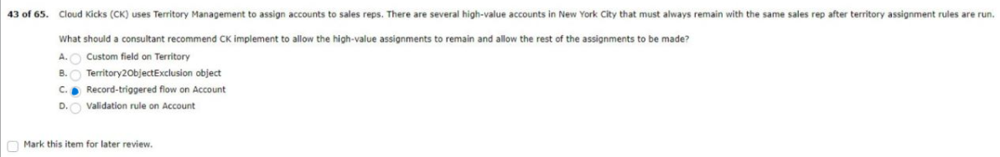 43 of 65. Cloud Kicks (CK) uses Territory Management to assign accounts to sales reps. There are several high-value accounts in New York City that must always remain with the same sales rep after territory assignment rules are run.
What should a consultant recommend CK implement to allow the high-value assignments to remain and allow the rest of the assignments to be made?
A. Custom field on Territory
B. Territory2ObjectExclusion object
C. Record-triggered flow on Account
D. Validation rule on Account
Mark this item for later review.